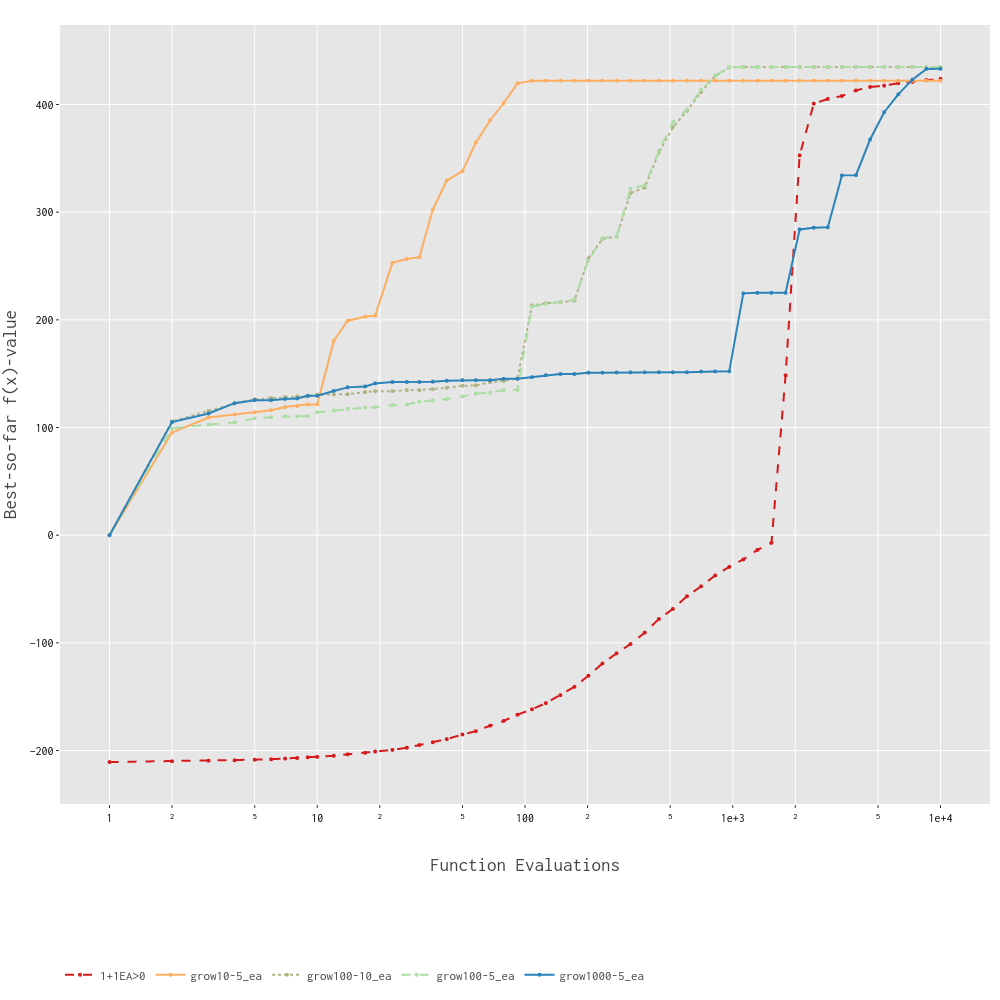 Best-so-far f(x)-value
400
300
200
100
0
−100
−200
1 2 5 10 2 5 100 2 5 1e+3 2 5 1e+4
Function Evaluations
1+1EA>0 grow10-5_ea grow100-10_ea grow100-5_ea grow1000-5_ea